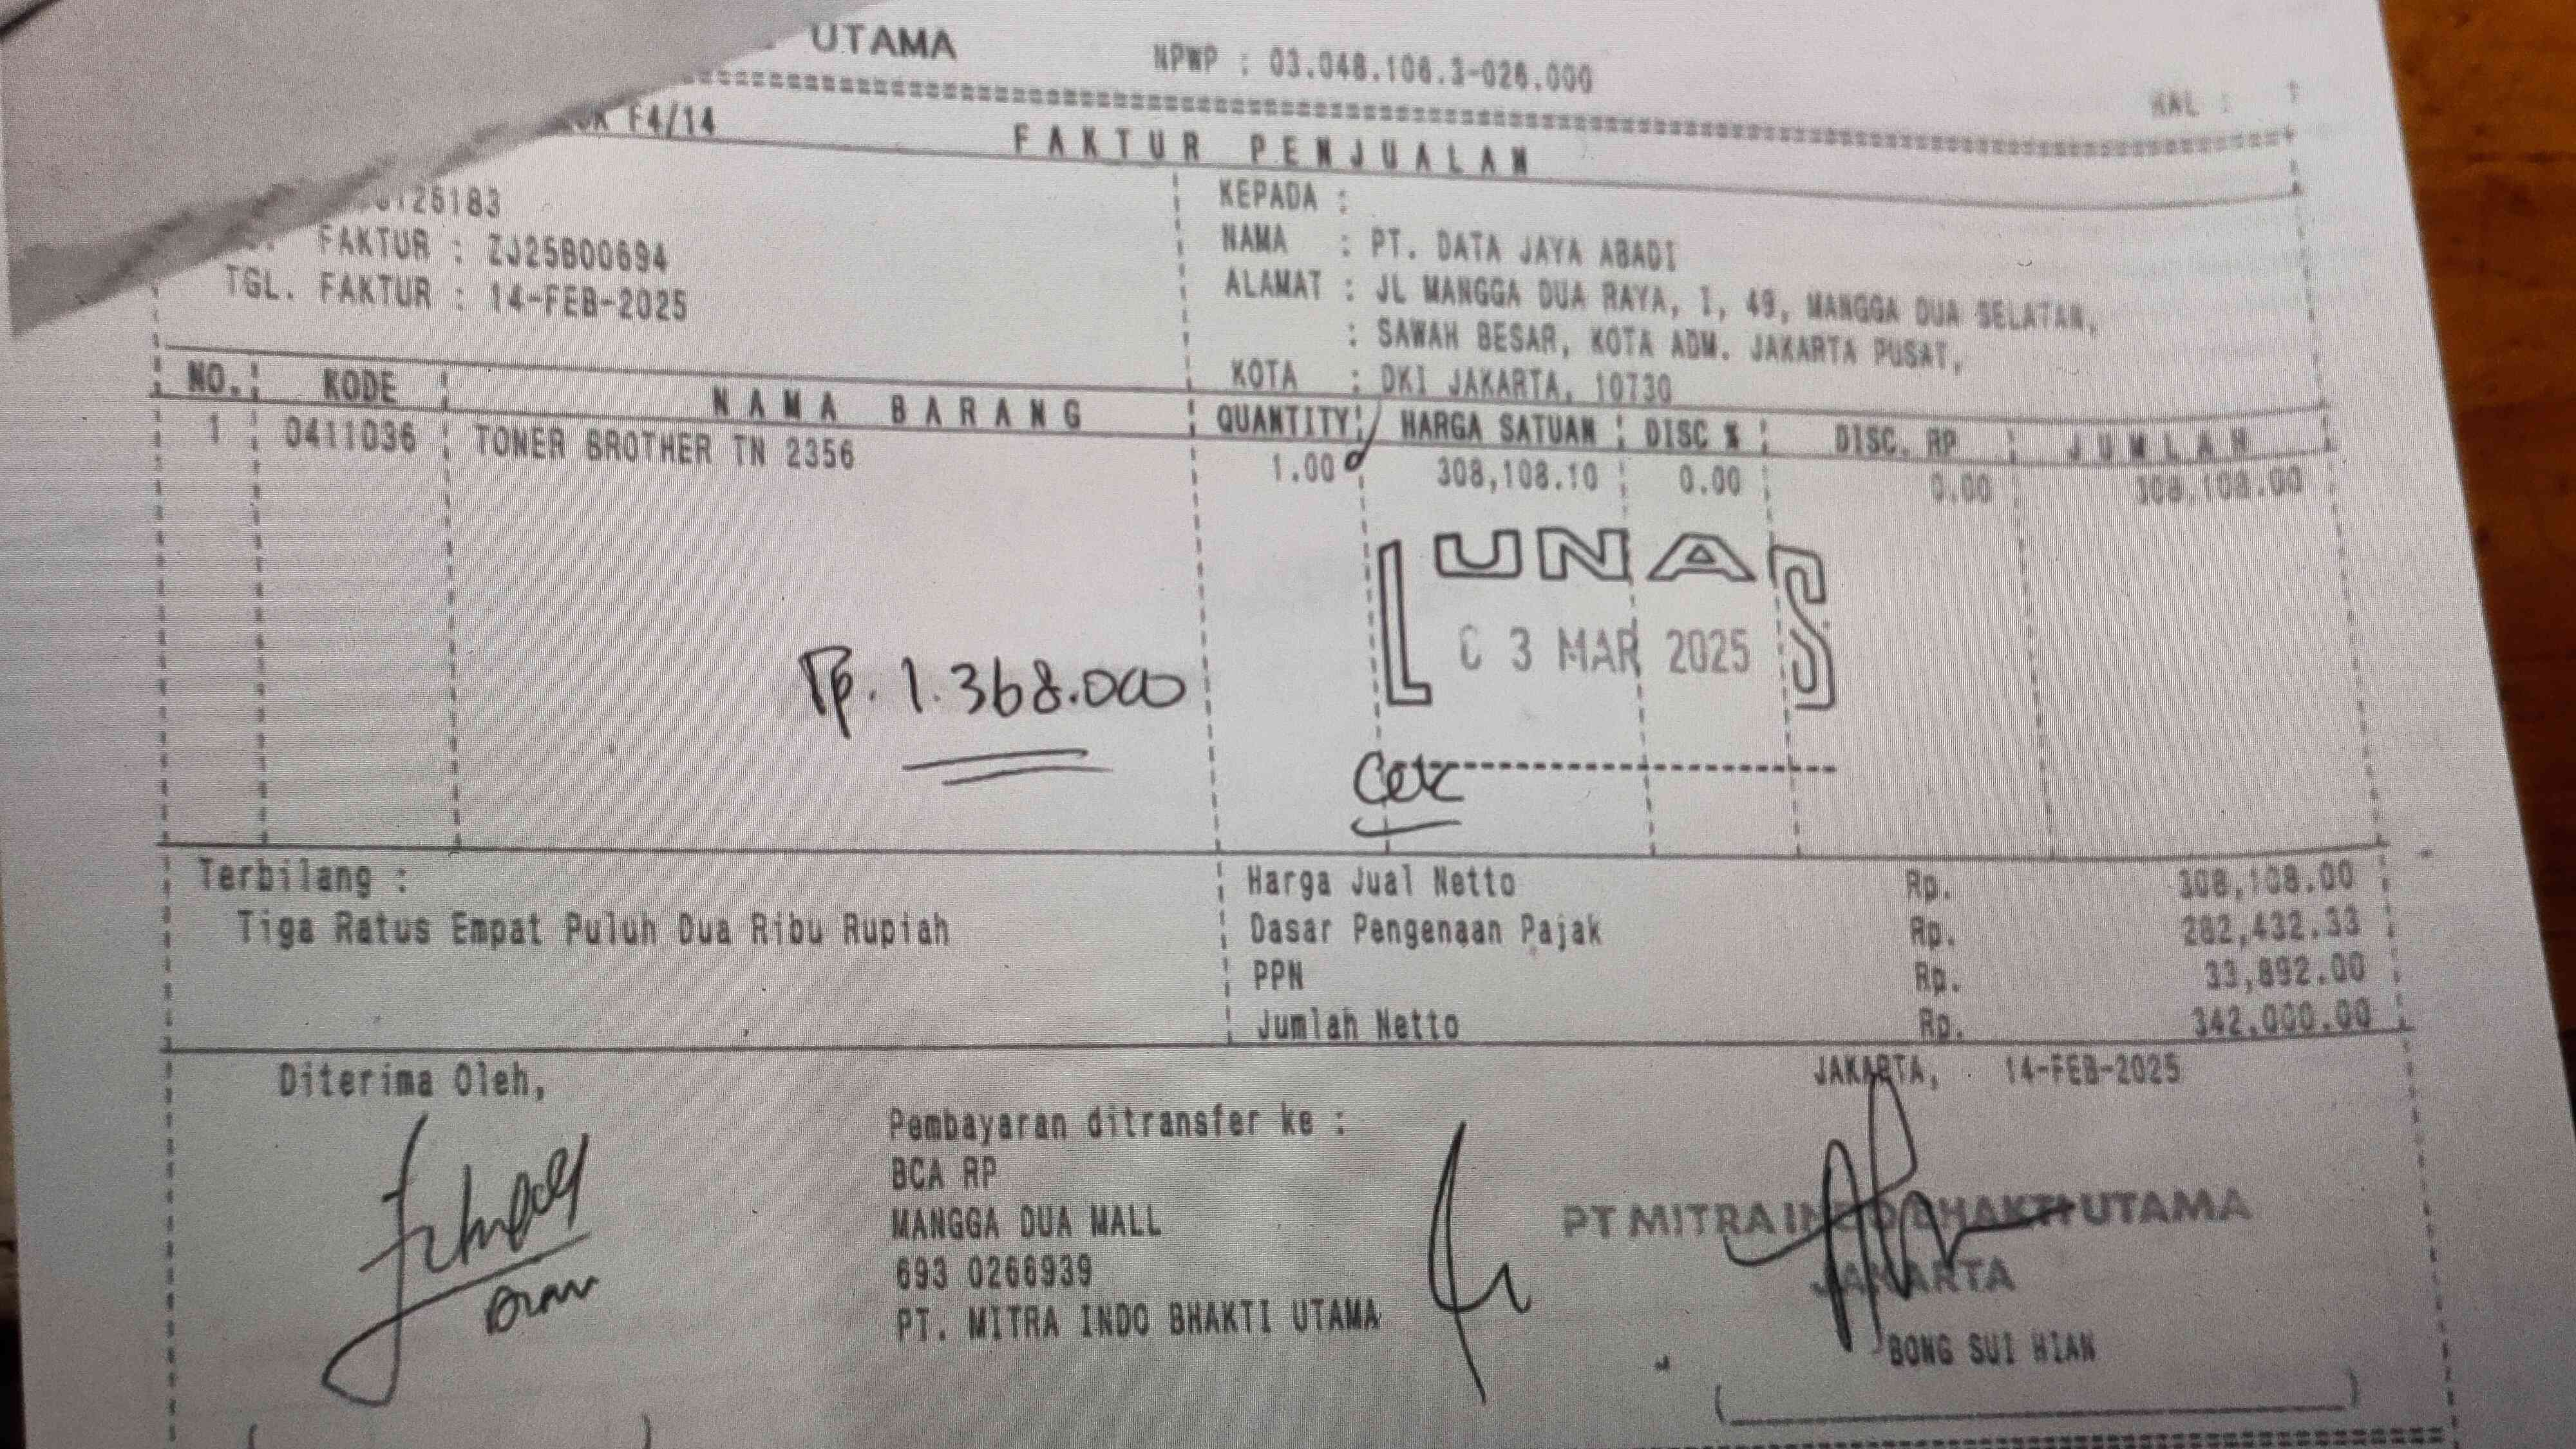 UTAMA NPWP : 03.048.106.3-026.000
HAL : 1
F4/14
FAKTUR PENJUALAN
26183
FAKTUR : ZJ25B00694
TGL. FAKTUR : 14-FEB-2025
KEPADA :
NAMA : PT. DATA JAYA ABADI
ALAMAT : JL MANGGA DUA RAYA, I, 49, MANGGA DUA SELATAN,
: SAWAH BESAR, KOTA ADM. JAKARTA PUSAT,
KOTA : DKI JAKARTA, 10730
NO. KODE NAMA BARANG QUANTITY HARGA SATUAN DISC % DISC. RP JUMLAH
1 0411036 TONER BROTHER TN 2356 1.00 308,108.10 0.00 0.00 308,108.00
LUNAS
03 MAR 2025
Rp. 1.368.000
Cek
Terbilang :
Tiga Ratus Empat Puluh Dua Ribu Rupiah
Harga Jual Netto Rp. 308,108.00
Dasar Pengenaan Pajak Rp. 282,432.33
PPN Rp. 33,892.00
Jumlah Netto Rp. 342,000.00
Diterima Oleh,
JAKARTA, 14-FEB-2025
Pembayaran ditransfer ke :
BCA RP
MANGGA DUA MALL
693 0266939
PT. MITRA INDO BHAKTI UTAMA
PT MITRA INDO BHAKTI UTAMA
JAKARTA
BONG SUI HIAN